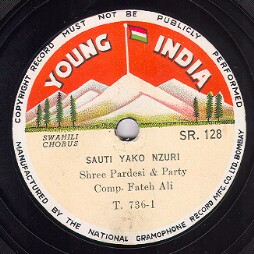 COPYRIGHT RECORD MUST NOT BE PUBLICLY PERFORMED
YOUNG INDIA
SWAHILI
CHORUS
SR. 128
SAUTI YAKO NZURI
Shree Pardesi & Party
Comp. Fateh Ali
T. 736-1
MANUFACTURED BY THE NATIONAL GRAMOPHONE RECORD MFG. CO. LTD, BOMBAY